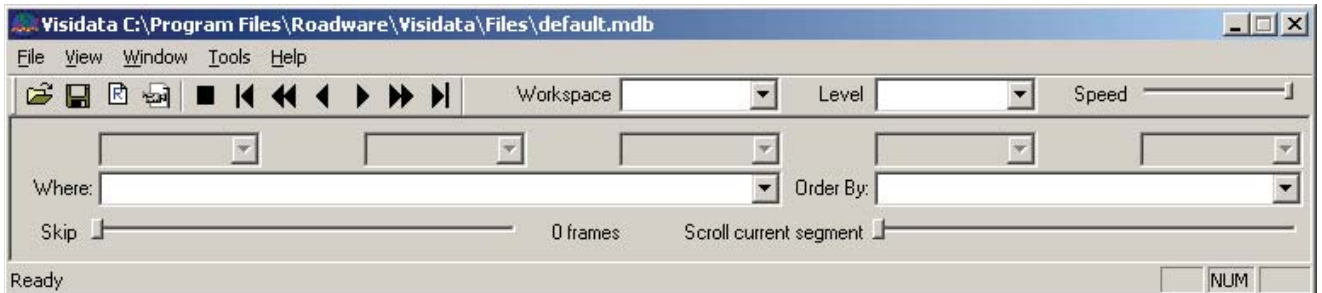 Visidata C:\Program Files\Roadware\Visidata\Files\default.mdb
File View Window Tools Help
R Workspace Level Speed
Where: Order By:
Skip 0 frames Scroll current segment
Ready NUM